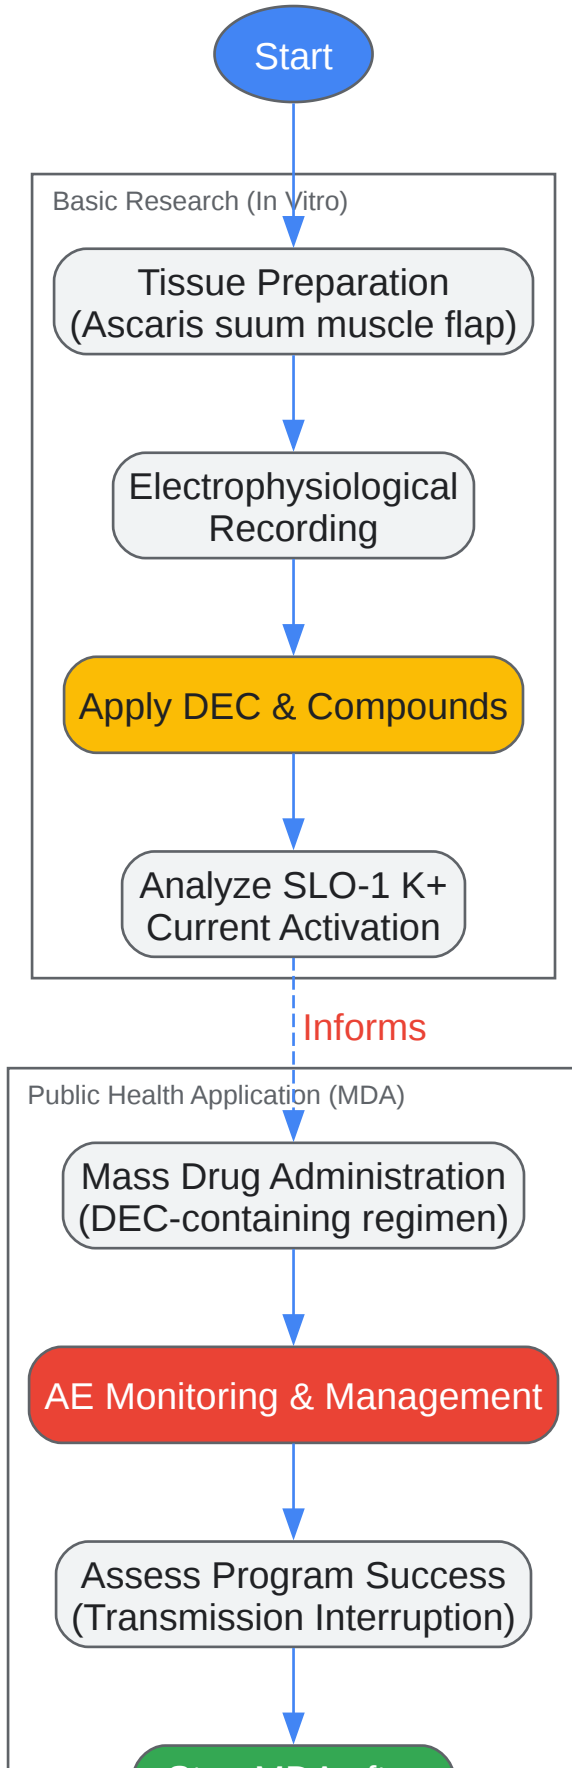 Start
Basic Research (In Vitro)
Tissue Preparation
(Ascaris suum muscle flap)
Electrophysiological
Recording
Apply DEC & Compounds
Analyze SLO-1 K+
Current Activation
Informs
Public Health Application (MDA)
Mass Drug Administration
(DEC-containing regimen)
AE Monitoring & Management
Assess Program Success
(Transmission Interruption)